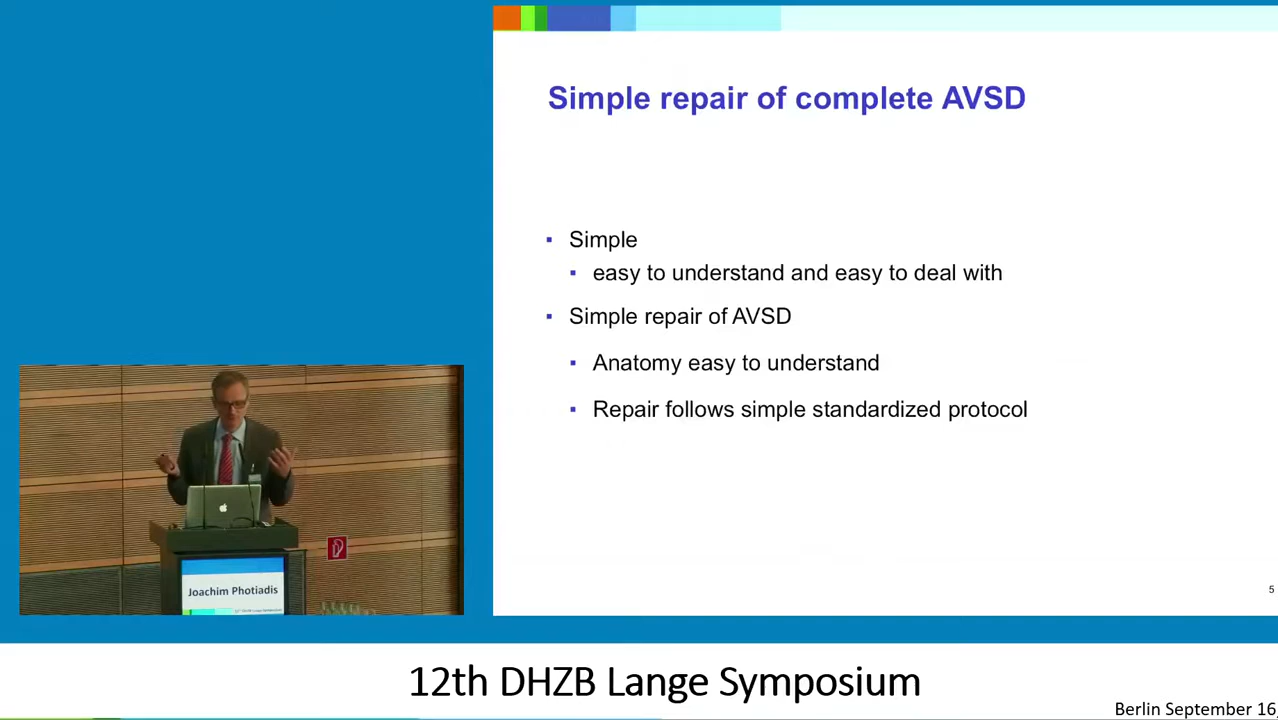 Simple repair of complete AVSD
▪ Simple
▪ easy to understand and easy to deal with
▪ Simple repair of AVSD
▪ Anatomy easy to understand
▪ Repair follows simple standardized protocol
5
Joachim Photiadis
12th DHZB Lange Symposium
Berlin September 16,